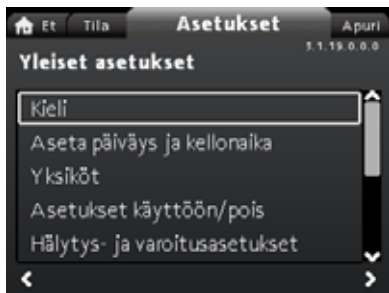 Et Tila Asetukset Apuri
3.1.19.0.0.0
Yleiset asetukset
Kieli
Aseta päiväys ja kellonaika
Yksiköt
Asetukset käyttöön/pois
Hälytys- ja varoitusasetukset